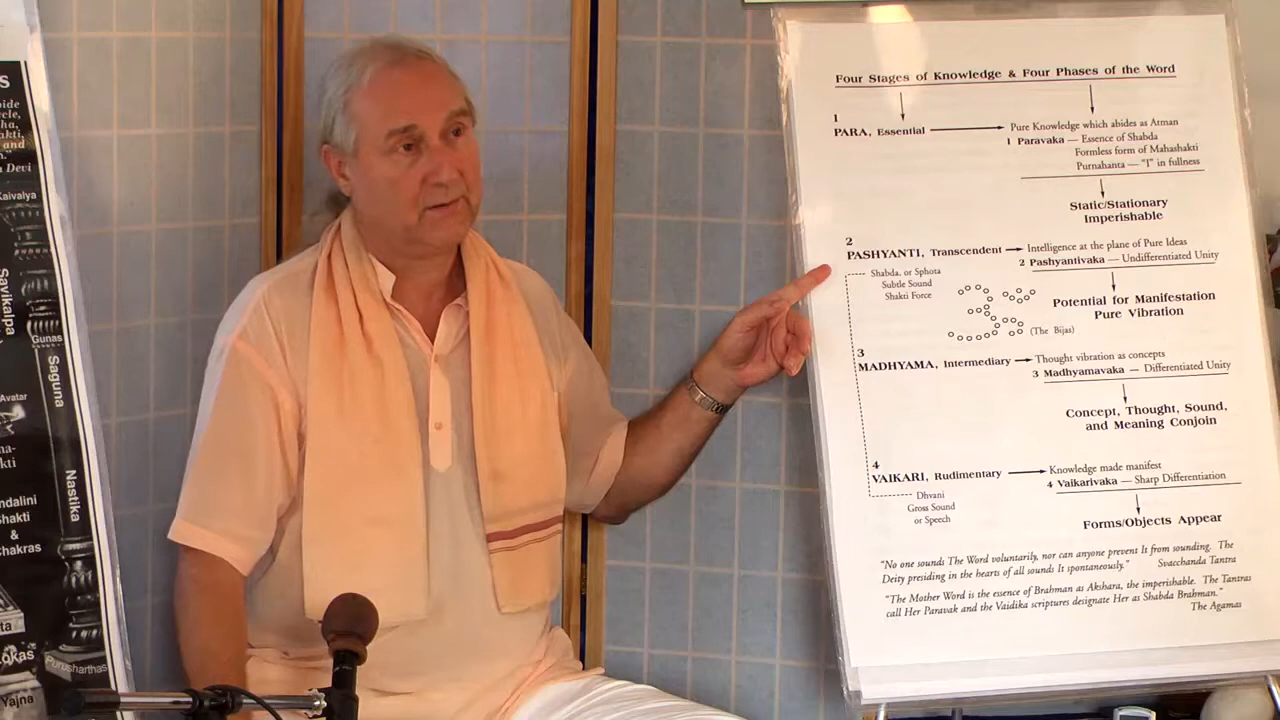 S
Devi
Kaivalya
Savikalpa
Gunas
Saguna
Avatar
Nastika
Shakti
&
Chakras
Purusharthas
Lokas
Yajna
Four Stages of Knowledge & Four Phases of the Word
1
PARA, Essential
Pure Knowledge which abides as Atman
1 Paravaka — Essence of Shabda
Formless form of Mahashakti
Purnahanta — "I" in fullness
Static/Stationary
Imperishable
2
PASHYANTI, Transcendent
Intelligence at the plane of Pure Ideas
2 Pashyantivaka — Undifferentiated Unity
Shabda, or Sphota
Subtle Sound
Shakti Force
(The Bijas)
Potential for Manifestation
Pure Vibration
3
MADHYAMA, Intermediary
Thought vibration as concepts
3 Madhyamavaka — Differentiated Unity
Concept, Thought, Sound,
and Meaning Conjoin
4
VAIKARI, Rudimentary
Knowledge made manifest
4 Vaikarivaka — Sharp Differentiation
Dhvani
Gross Sound
or Speech
Forms/Objects Appear
"No one sounds The Word voluntarily, nor can anyone prevent It from sounding. The
Deity presiding in the hearts of all sounds It spontaneously." Svacchanda Tantra
"The Mother Word is the essence of Brahman as Akshara, the imperishable. The Tantras
call Her Paravak and the Vaidika scriptures designate Her as Shabda Brahman."
The Agamas